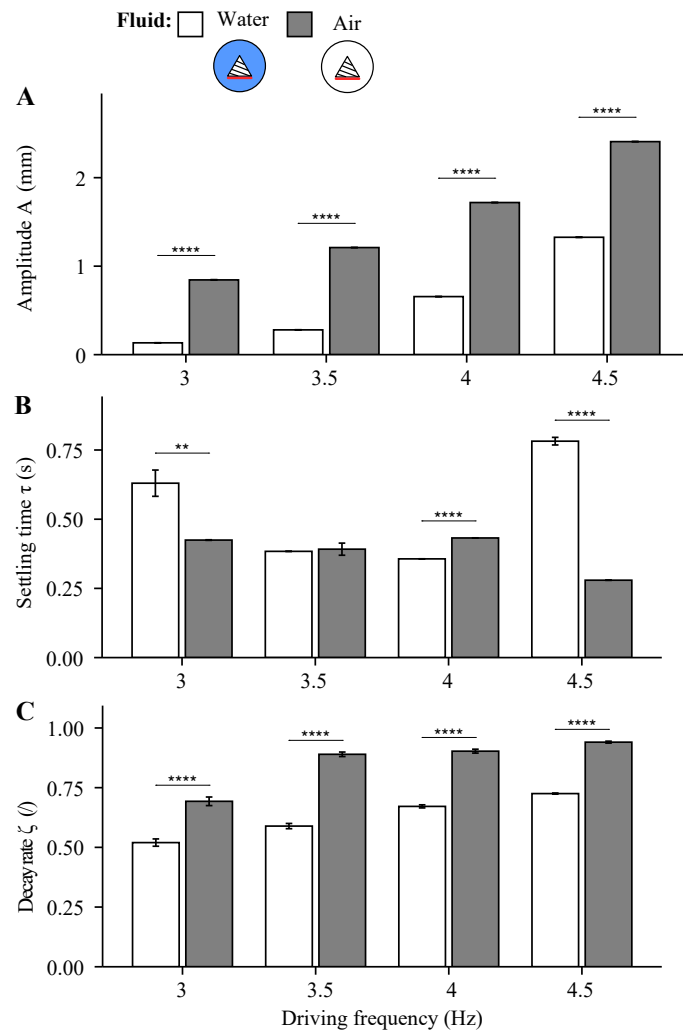 Fluid: Water Air
A
Amplitude A (mm)
2
1
0
****
****
****
****
3 3.5 4 4.5
B
Settling time τ (s)
0.75
0.50
0.25
0.00
**
****
****
3 3.5 4 4.5
C
Decay rate ζ (/)
1.00
0.75
0.50
0.25
0.00
****
****
****
****
3 3.5 4 4.5
Driving frequency (Hz)